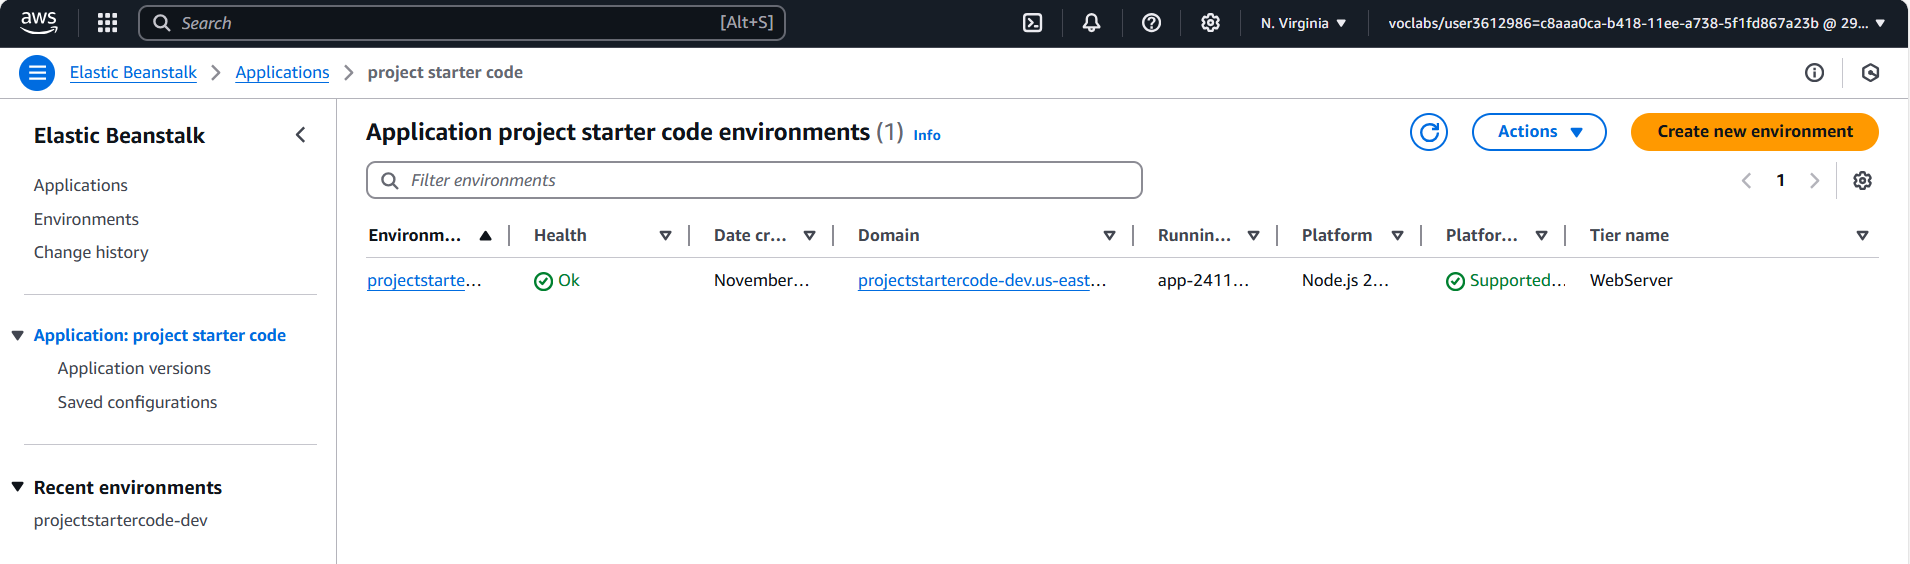 aws Search [Alt+S] N. Virginia voclabs/user3612986=c8aaa0ca-b418-11ee-a738-5f1fd867a23b @ 29...
Elastic Beanstalk Applications project starter code
Elastic Beanstalk
Applications
Environments
Change history
Application: project starter code
Application versions
Saved configurations
Recent environments
projectstartercode-dev
Application project starter code environments (1) Info
Actions
Create new environment
Filter environments
1
Environm... Health Date cr... Domain Runnin... Platform Platfor... Tier name
projectstarte... Ok November... projectstartercode-dev.us-east... app-2411... Node.js 2... Supported... WebServer